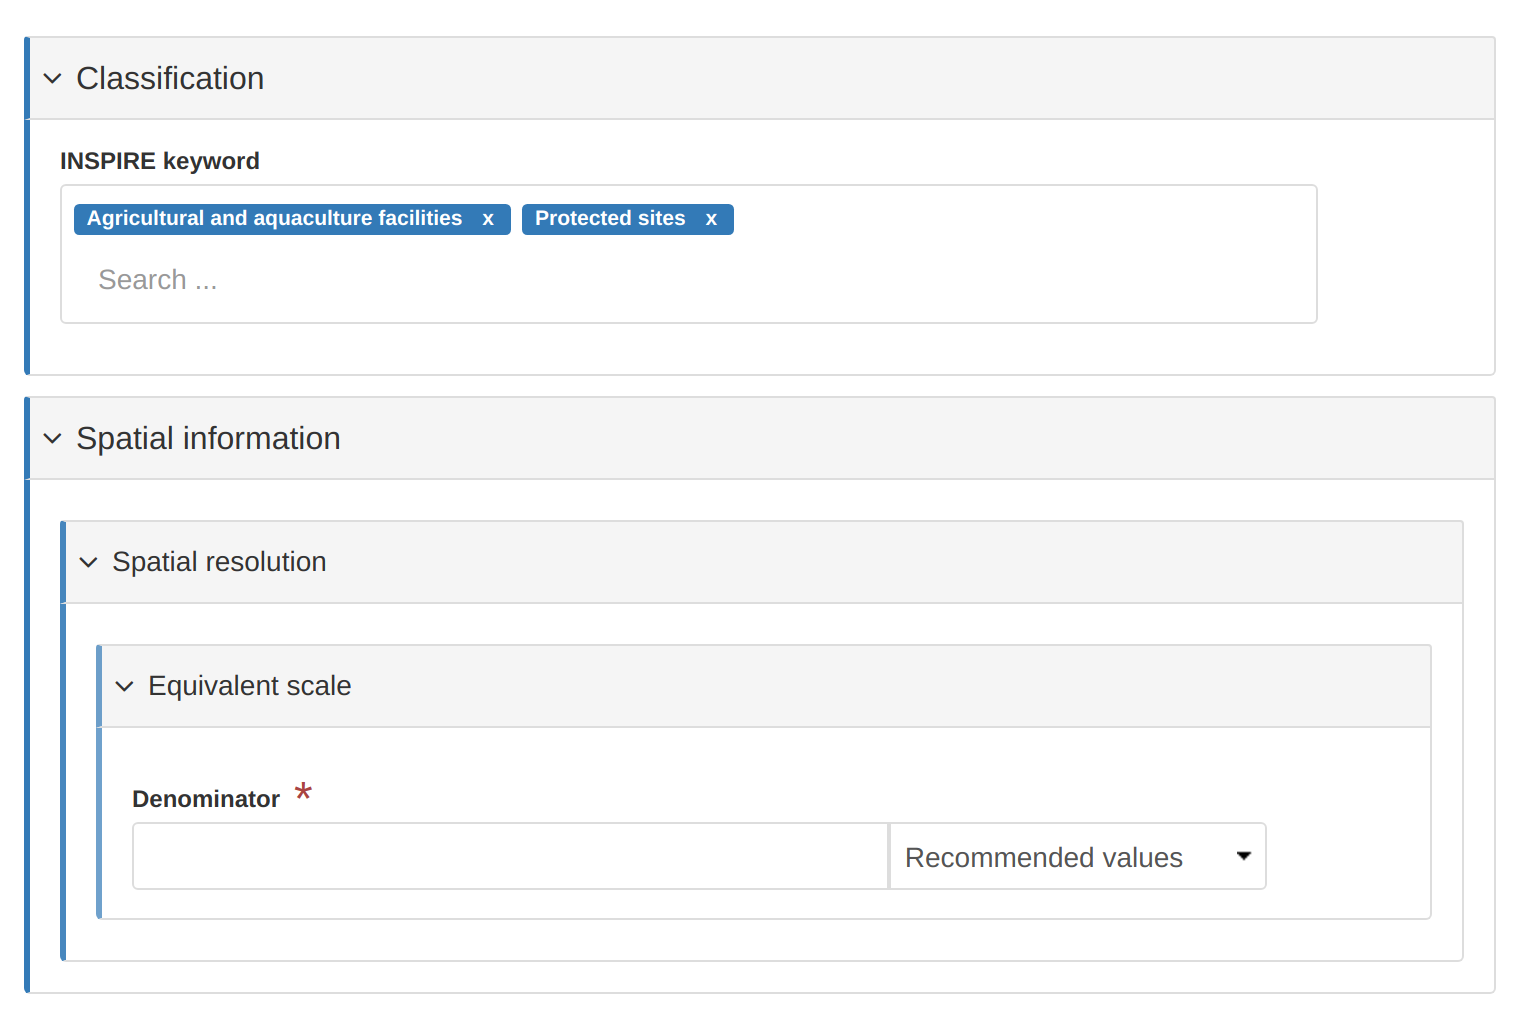 Classification
INSPIRE keyword
Agricultural and aquaculture facilities x Protected sites x
Search ...
Spatial information
Spatial resolution
Equivalent scale
Denominator *
Recommended values